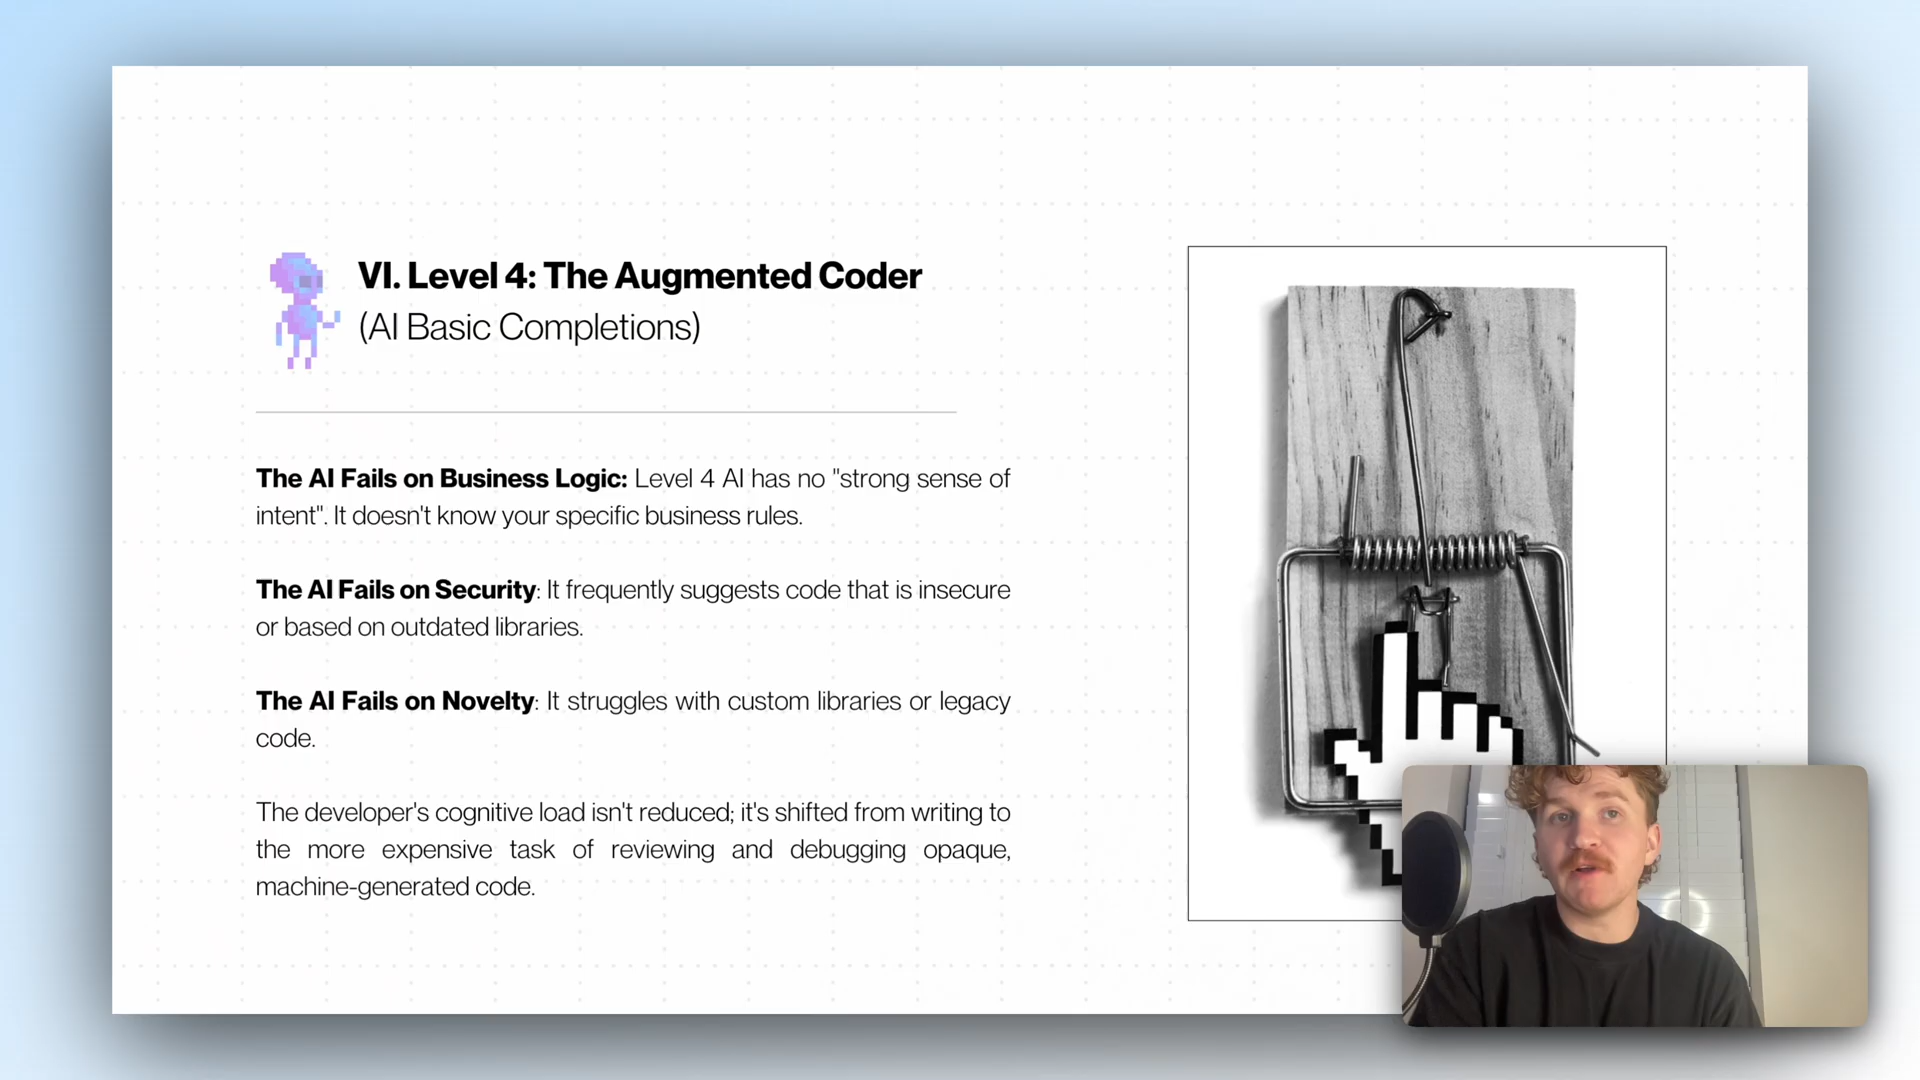 VI. Level 4: The Augmented Coder
(AI Basic Completions)
The AI Fails on Business Logic: Level 4 AI has no "strong sense of
intent". It doesn't know your specific business rules.
The AI Fails on Security: It frequently suggests code that is insecure
or based on outdated libraries.
The AI Fails on Novelty: It struggles with custom libraries or legacy
code.
The developer's cognitive load isn't reduced; it's shifted from writing to
the more expensive task of reviewing and debugging opaque,
machine-generated code.